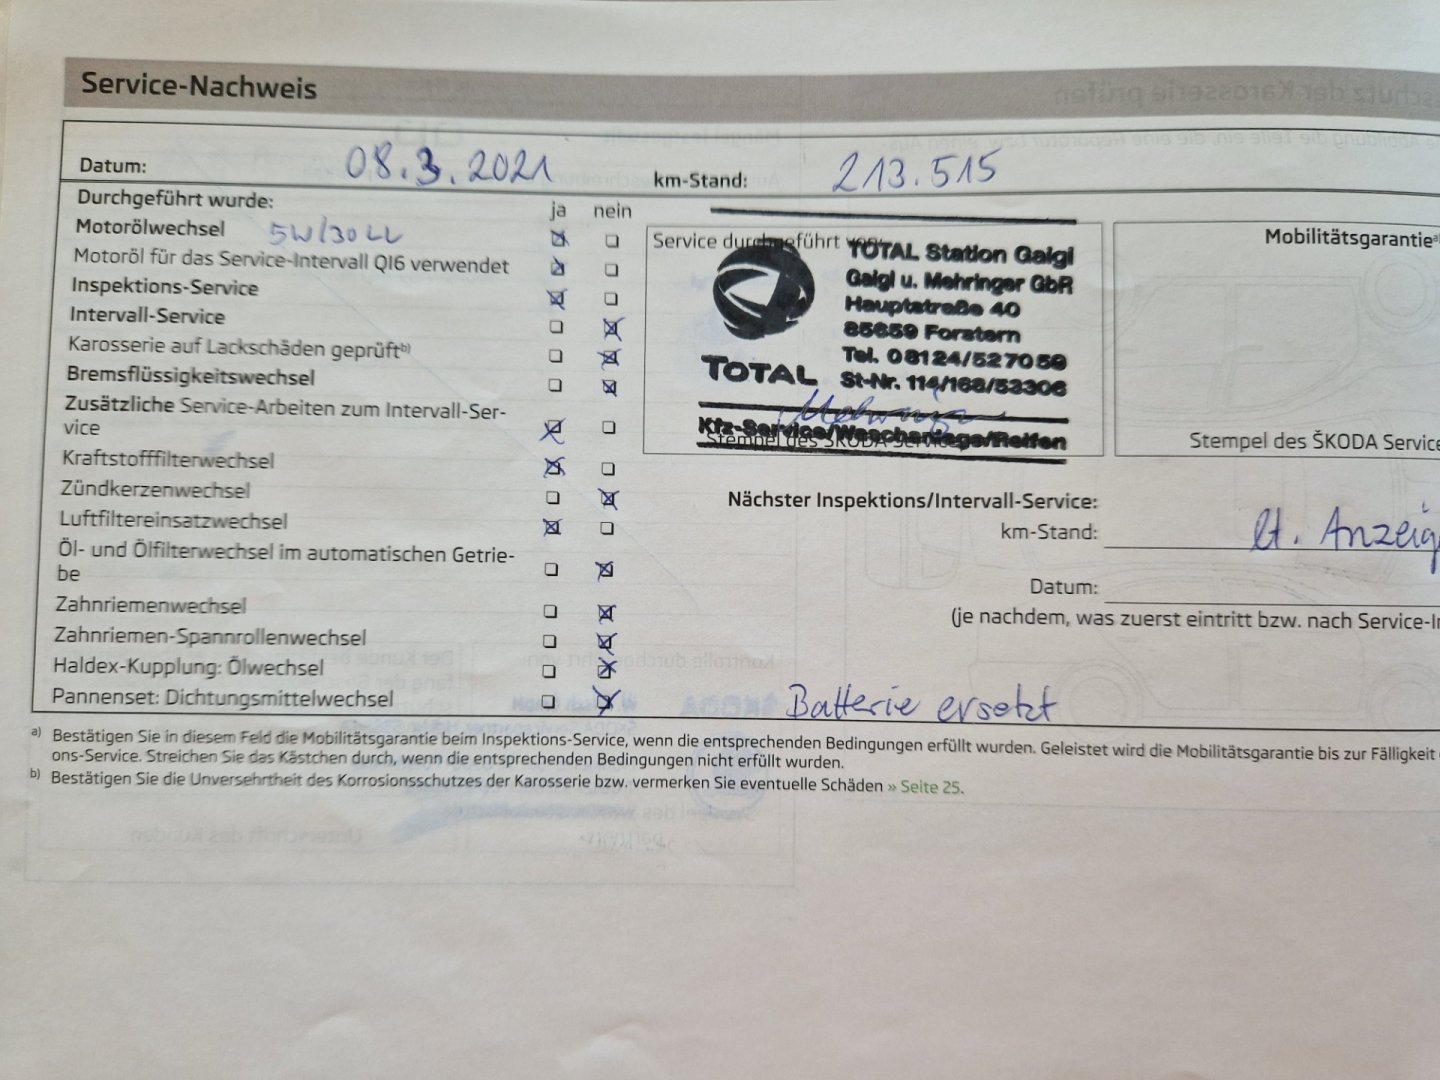 Service-Nachweis
Datum: 08.3.2021 km-Stand: 213.515
Durchgeführt wurde: ja nein
Motorölwechsel 5W/30 LL
Motoröl für das Service-Intervall QI6 verwendet
Inspektions-Service
Intervall-Service
Karosserie auf Lackschäden geprüft b)
Bremsflüssigkeitswechsel
Zusätzliche Service-Arbeiten zum Intervall-Ser-
vice
Kraftstofffilterwechsel
Zündkerzenwechsel
Luftfiltereinsatzwechsel
Öl- und Ölfilterwechsel im automatischen Getrie-
be
Zahnriemenwechsel
Zahnriemen-Spannrollenwechsel
Haldex-Kupplung: Ölwechsel
Pannenset: Dichtungsmittelwechsel
Service durchgeführt von:
TOTAL Station Gaigl
Gaigl u. Mehringer GbR
Hauptstraße 40
85659 Forstern
Tel. 08124/527059
TOTAL St-Nr. 114/168/53306
Kfz-Service/Waschanlage/Reifen
Stempel des ŠKODA Service
Mobilitätsgarantie a)
Stempel des ŠKODA Service
Nächster Inspektions/Intervall-Service:
km-Stand: lt. Anzeig
Datum:
(je nachdem, was zuerst eintritt bzw. nach Service-In
Batterie ersetzt
a) Bestätigen Sie in diesem Feld die Mobilitätsgarantie beim Inspektions-Service, wenn die entsprechenden Bedingungen erfüllt wurden. Geleistet wird die Mobilitätsgarantie bis zur Fälligkeit
ons-Service. Streichen Sie das Kästchen durch, wenn die entsprechenden Bedingungen nicht erfüllt wurden.
b) Bestätigen Sie die Unversehrtheit des Korrosionsschutzes der Karosserie bzw. vermerken Sie eventuelle Schäden » Seite 25.